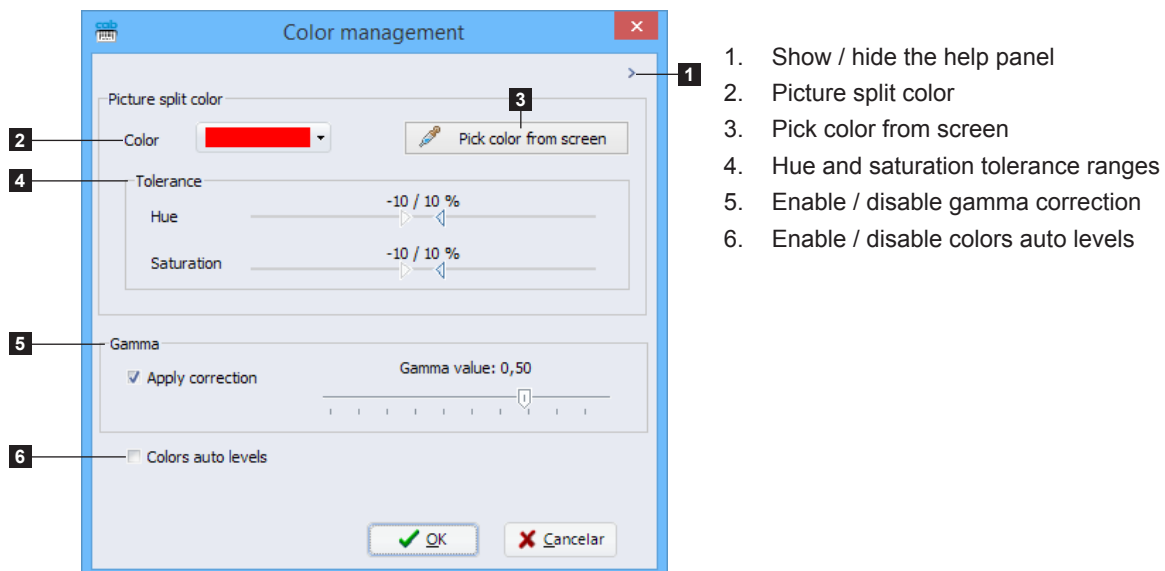 cab
Color management
1
Picture split color
3
2
Color
Pick color from screen
4
Tolerance
-10 / 10 %
Hue
-10 / 10 %
Saturation
5
Gamma
Apply correction
Gamma value: 0,50
6
Colors auto levels
OK
Cancelar
1. Show / hide the help panel
2. Picture split color
3. Pick color from screen
4. Hue and saturation tolerance ranges
5. Enable / disable gamma correction
6. Enable / disable colors auto levels